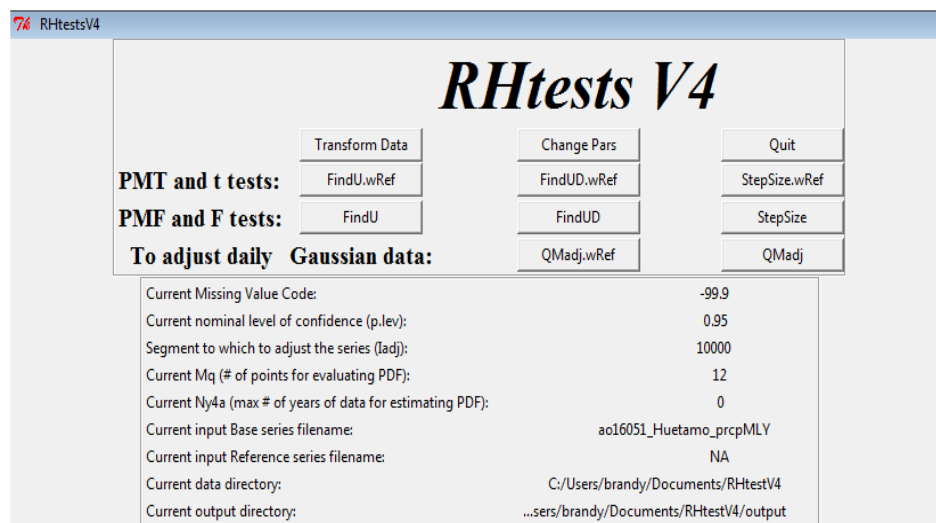 RHtestsV4
RHtests V4
Transform Data Change Pars Quit
PMT and t tests: FindU.wRef FindUD.wRef StepSize.wRef
PMF and F tests: FindU FindUD StepSize
To adjust daily Gaussian data: QMadj.wRef QMadj
Current Missing Value Code: -99.9
Current nominal level of confidence (p.lev): 0.95
Segment to which to adjust the series (Iadj): 10000
Current Mq (# of points for evaluating PDF): 12
Current Ny4a (max # of years of data for estimating PDF): 0
Current input Base series filename: ao16051_Huetamo_prcpMLY
Current input Reference series filename: NA
Current data directory: C:/Users/brandy/Documents/RHtestV4
Current output directory: ...sers/brandy/Documents/RHtestV4/output